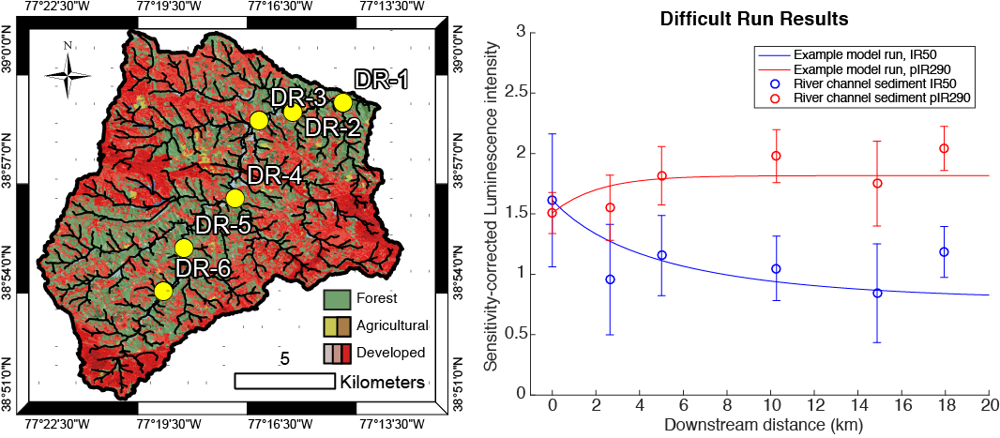 77°22'30"W 77°19'30"W 77°16'30"W 77°13'30"W
39°0'0"N 39°0'0"N
N
DR-1
DR-3
DR-2
38°57'0"N 38°57'0"N
DR-4
DR-5
DR-6
38°54'0"N 38°54'0"N
Forest
Agricultural
Developed
5
Kilometers
38°51'0"N 38°51'0"N
77°22'30"W 77°19'30"W 77°16'30"W 77°13'30"W
Difficult Run Results
Sensitivity-corrected Luminescence intensity
3
2.5
2
1.5
1
0.5
0
Example model run, IR50
Example model run, pIR290
River channel sediment IR50
River channel sediment pIR290
0 2 4 6 8 10 12 14 16 18 20
Downstream distance (km)